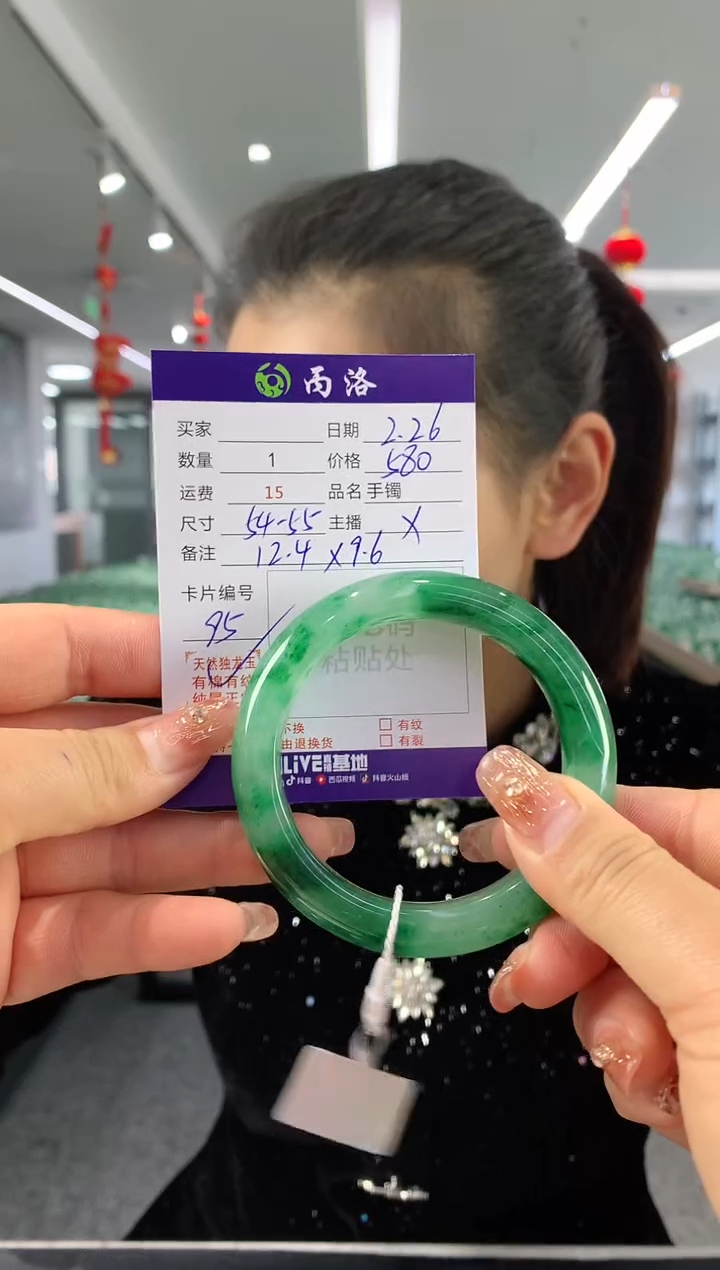 丙洛
买家 日期 2.26
数量 1 价格 580
运费 15 品名 手镯
尺寸 54-55 主播 X
备注 12.4 X 9.6
卡片编号
95
码
粘贴处
天然独龙玉
有棉有纹
不换 □ 有纹
由退换货 □ 有裂
LiVE 基地
抖音 西瓜视频 抖音火山版